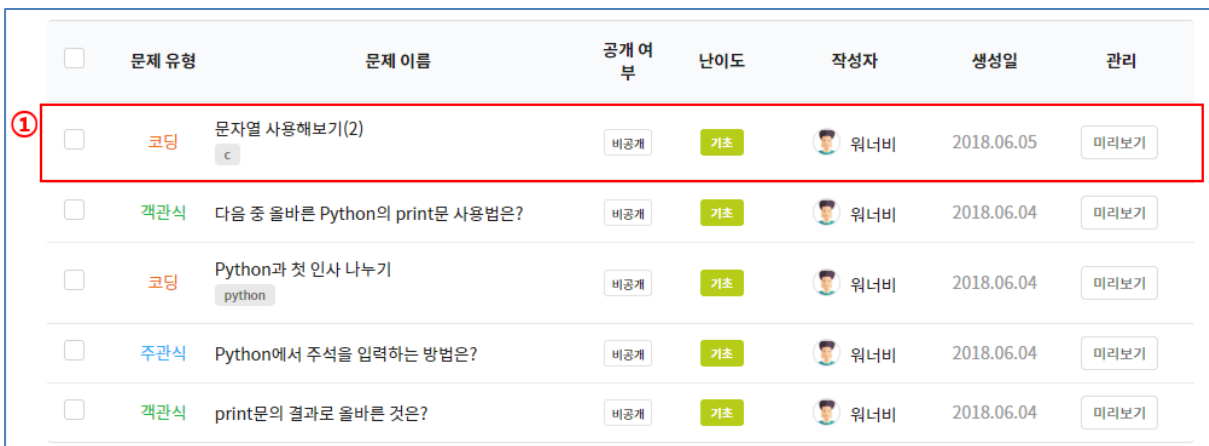 문제 유형 문제 이름 공개 여부 난이도 작성자 생성일 관리
①
코딩 문자열 사용해보기(2) 비공개 기초 워너비 2018.06.05 미리보기
c
객관식 다음 중 올바른 Python의 print문 사용법은? 비공개 기초 워너비 2018.06.04 미리보기
코딩 Python과 첫 인사 나누기 비공개 기초 워너비 2018.06.04 미리보기
python
주관식 Python에서 주석을 입력하는 방법은? 비공개 기초 워너비 2018.06.04 미리보기
객관식 print문의 결과로 올바른 것은? 비공개 기초 워너비 2018.06.04 미리보기